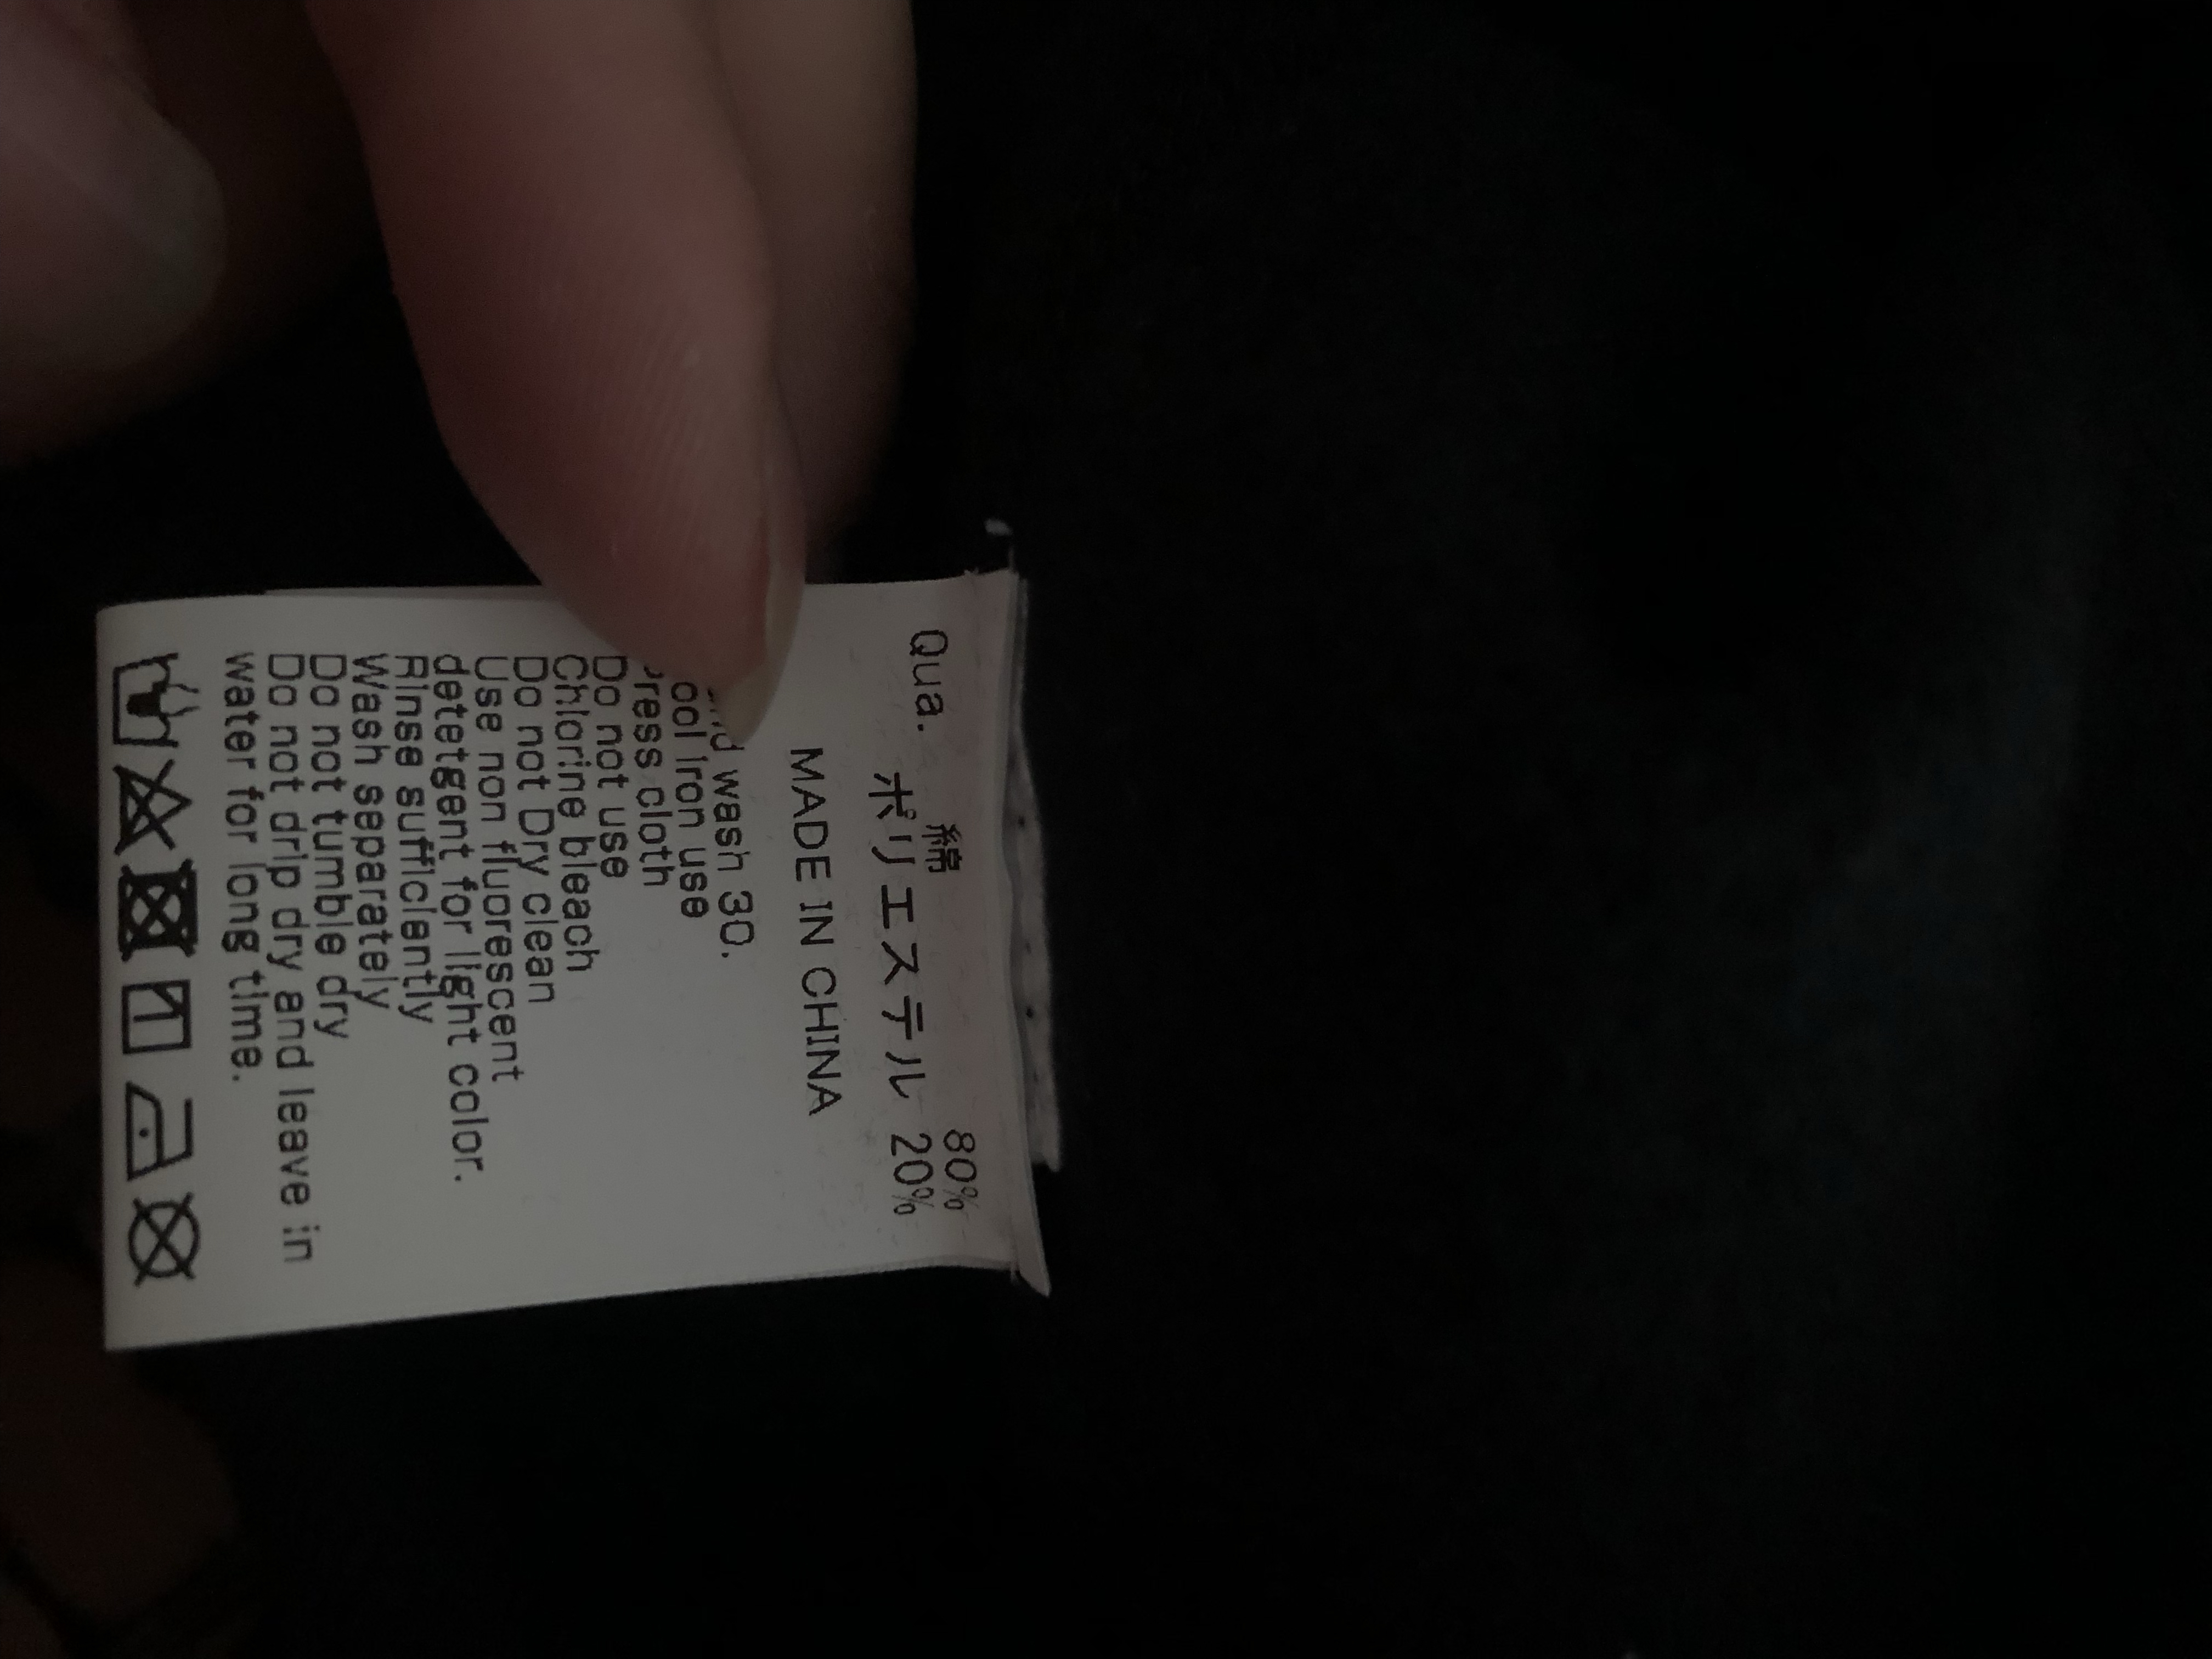 Qua.
綿 80%
ポリエステル 20%
MADE IN CHINA
wash 30.
ool iron use
ress cloth
Do not use
Chlorine bleach
Do not Dry clean
Use non fluorescent
detetgent for light color.
Rinse sufficiently
Wash separately
Do not tumble dry
Do not drip dry and leave in
water for long time.